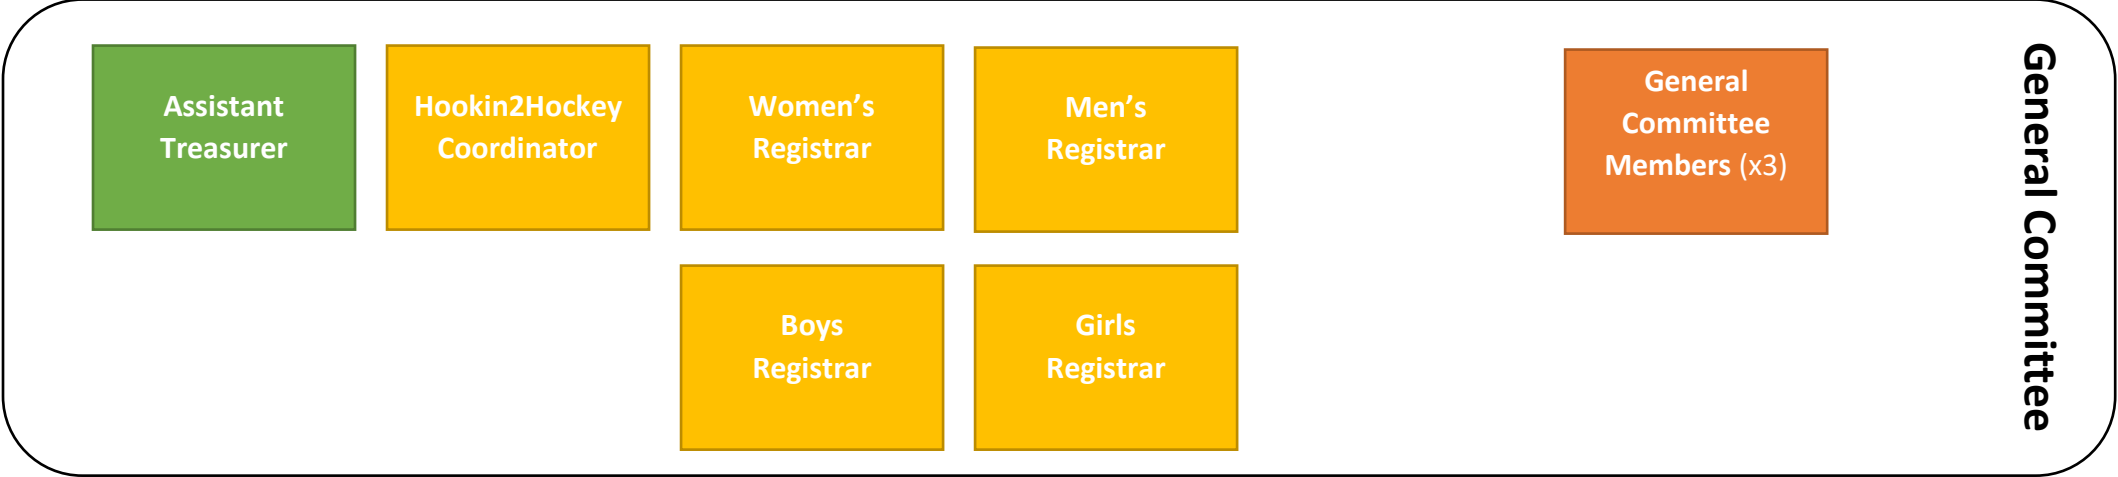 Assistant
Treasurer
Hookin2Hockey
Coordinator
Women’s
Registrar
Men’s
Registrar
General
Committee
Members (x3)
Boys
Registrar
Girls
Registrar
General Committee